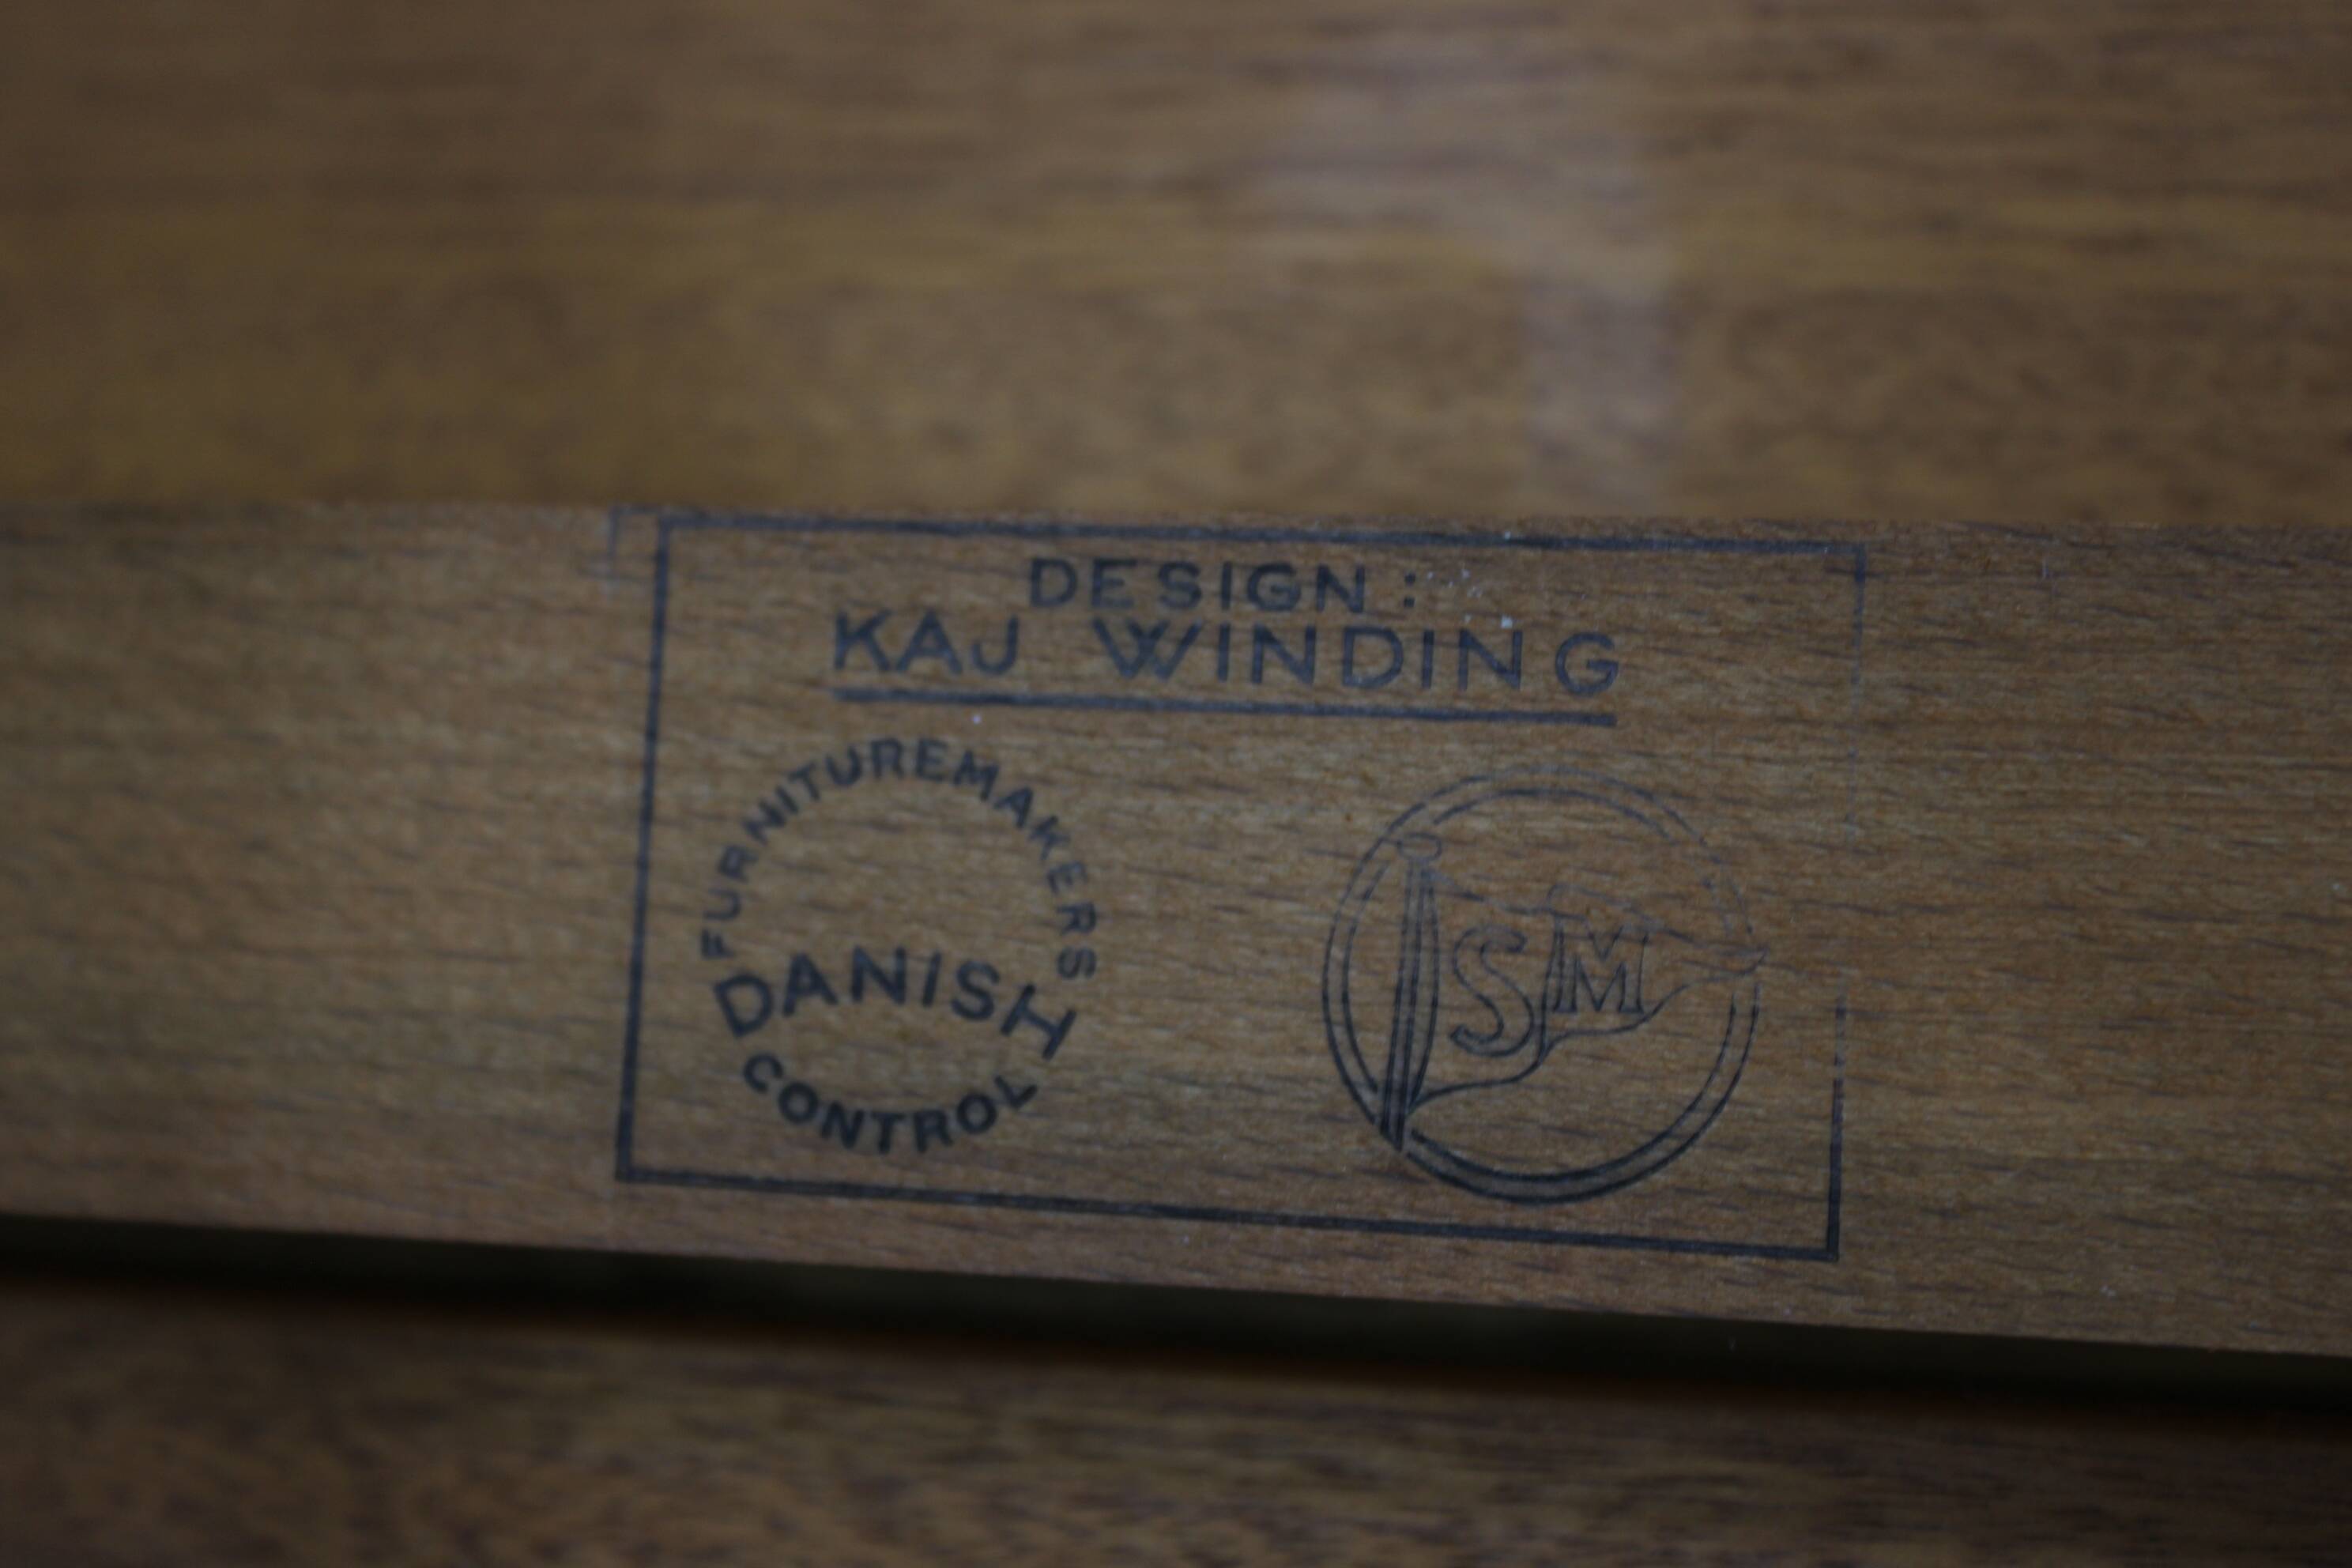 DESIGN:
KAJ WINDING
FURNITUREMAKERS
DANISH
CONTROL
SM